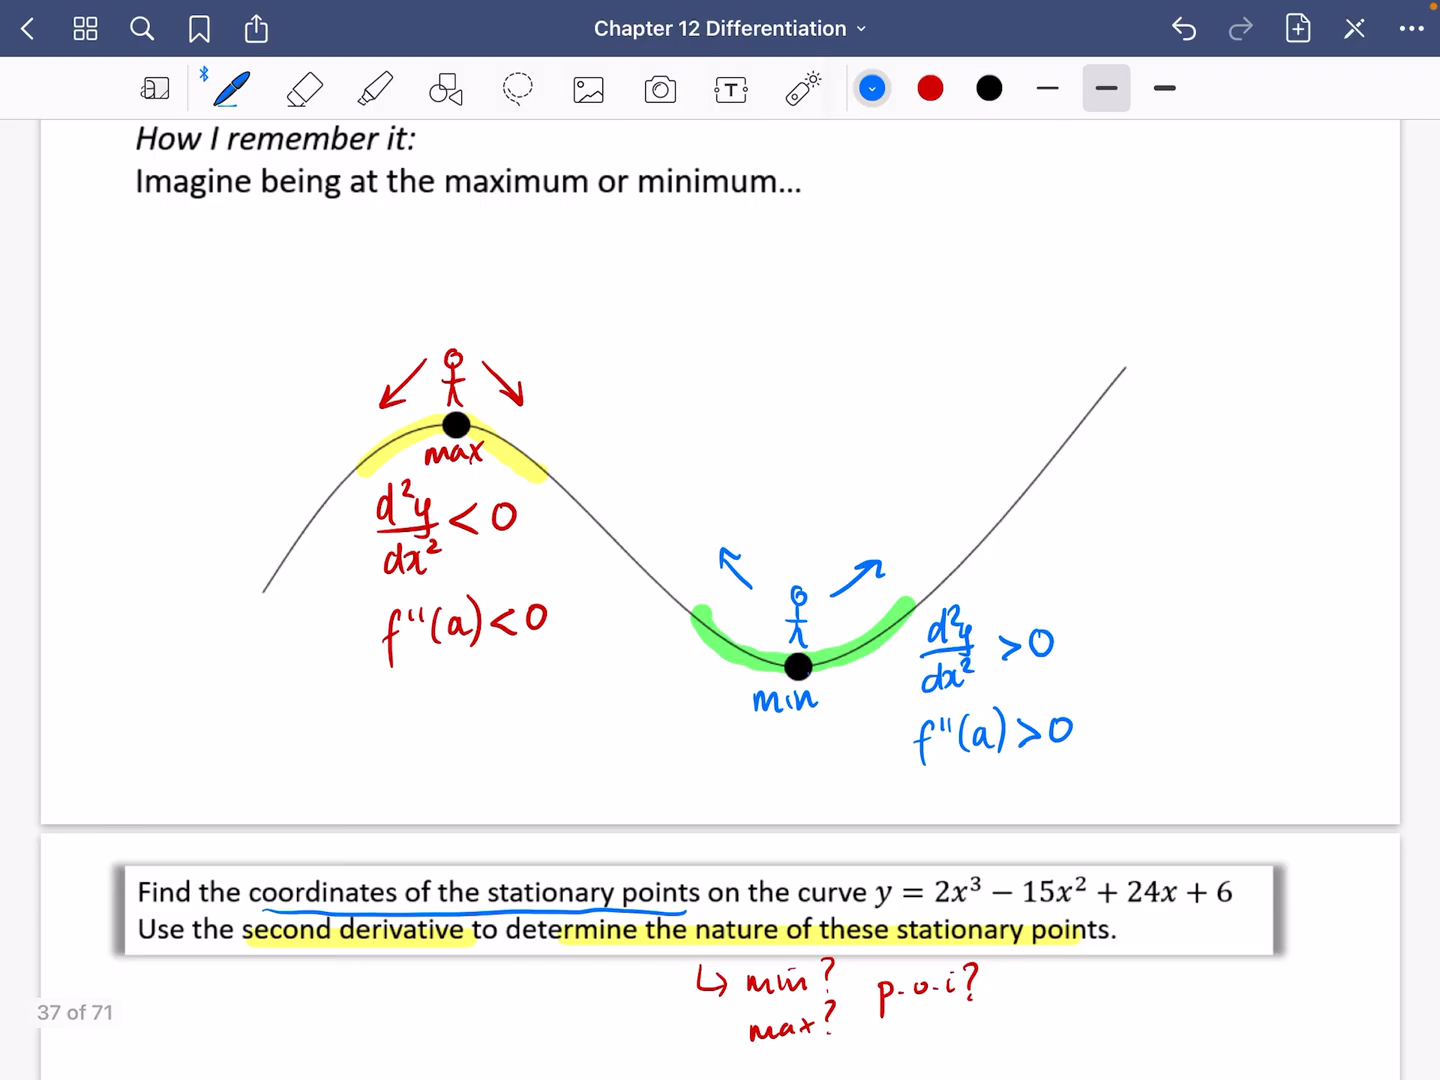 Chapter 12 Differentiation
How I remember it:
Imagine being at the maximum or minimum...
max
d²y/dx² < 0
f''(a) < 0
min
d²y/dx² > 0
f''(a) > 0
Find the coordinates of the stationary points on the curve y = 2x³ − 15x² + 24x + 6
Use the second derivative to determine the nature of these stationary points.
↳ min? p.o.i?
max?
37 of 71